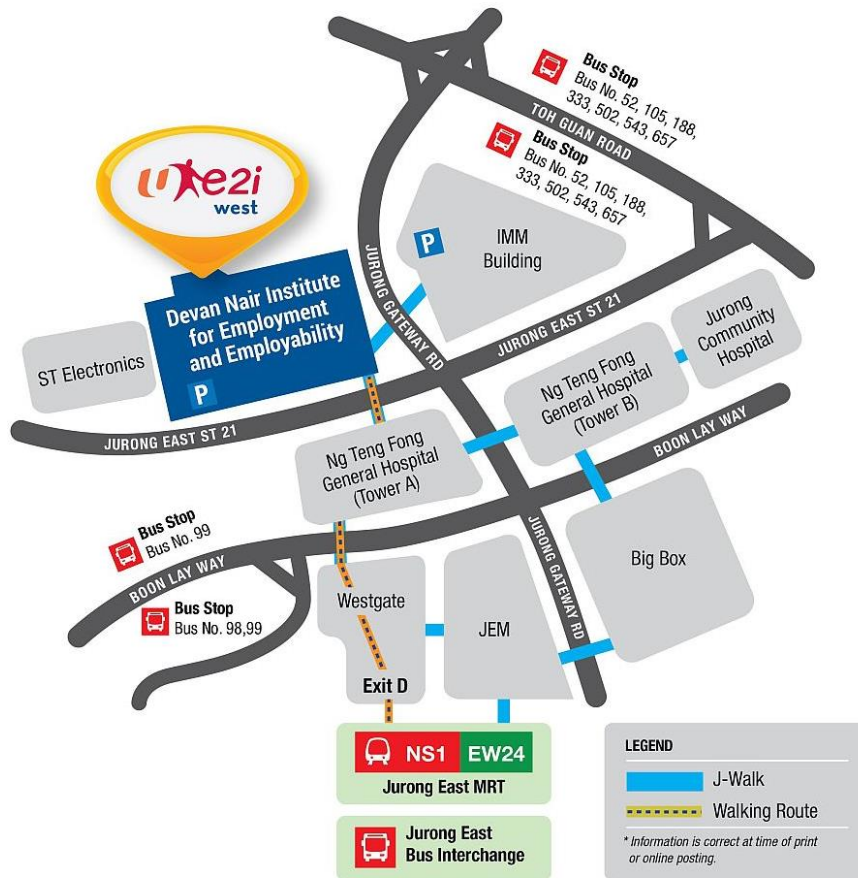 Bus Stop
Bus No. 52, 105, 188,
333, 502, 543, 657
TOH GUAN ROAD
Bus Stop
Bus No. 52, 105, 188,
333, 502, 543, 657
U e2i
west
P
IMM
Building
JURONG GATEWAY RD
Devan Nair Institute
for Employment
and Employability
P
ST Electronics
JURONG EAST ST 21
Jurong
Community
Hospital
Ng Teng Fong
General Hospital
(Tower B)
JURONG EAST ST 21
Ng Teng Fong
General Hospital
(Tower A)
BOON LAY WAY
Bus Stop
Bus No. 99
BOON LAY WAY
Bus Stop
Bus No. 98,99
JURONG GATEWAY RD
Big Box
Westgate
JEM
Exit D
NS1 EW24
Jurong East MRT
Jurong East
Bus Interchange
LEGEND
J-Walk
Walking Route
* Information is correct at time of print
or online posting.